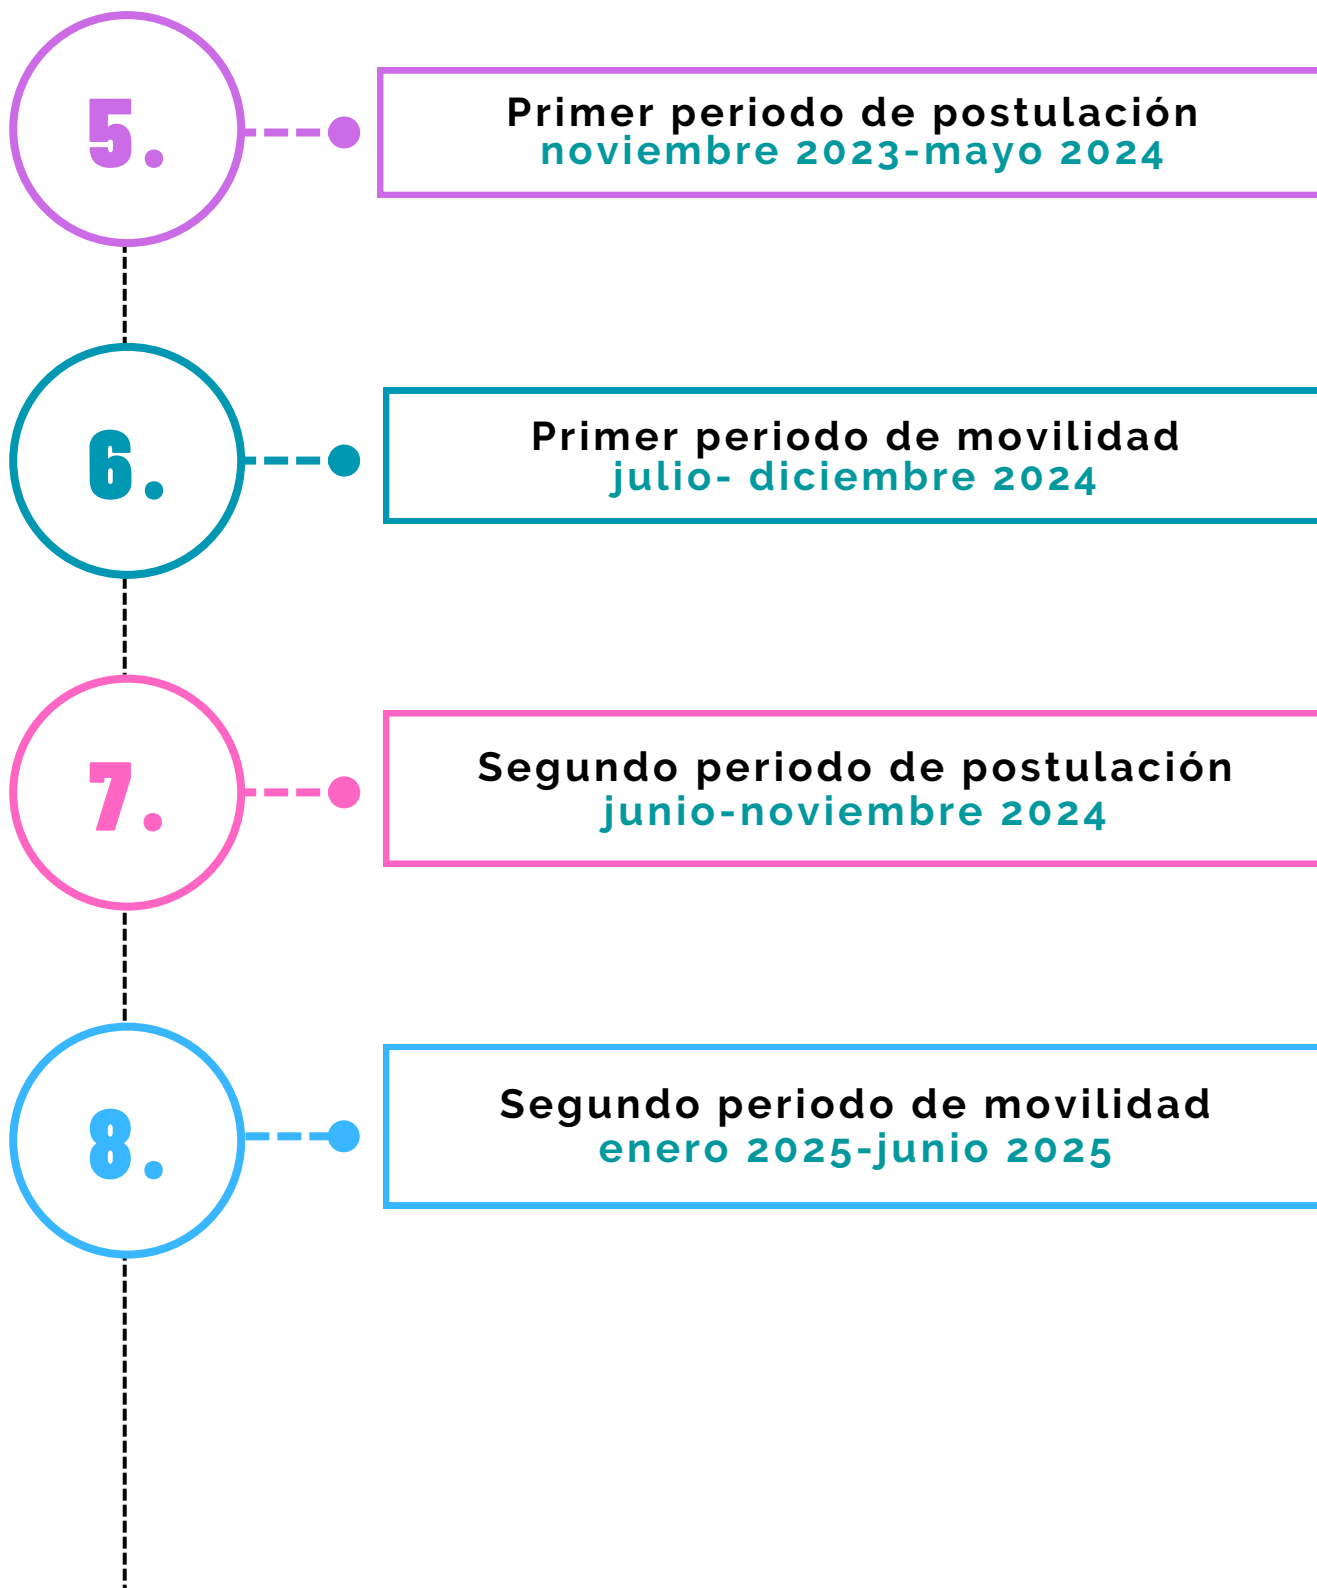 5.
Primer periodo de postulación
noviembre 2023-mayo 2024
6.
Primer periodo de movilidad
julio- diciembre 2024
7.
Segundo periodo de postulación
junio-noviembre 2024
8.
Segundo periodo de movilidad
enero 2025-junio 2025